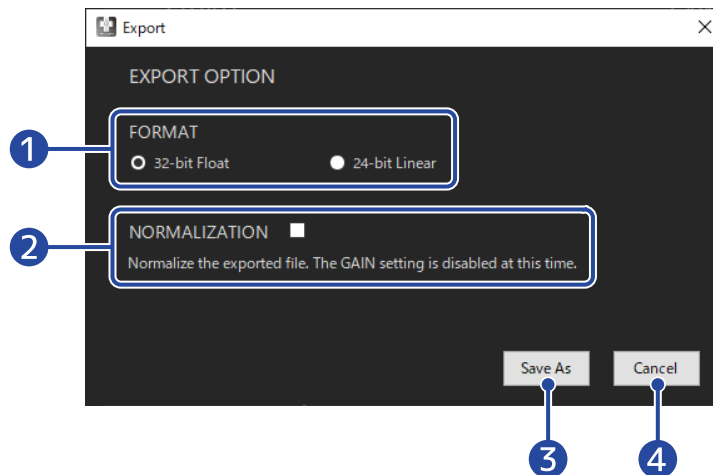 Export
EXPORT OPTION
1
FORMAT
32-bit Float 24-bit Linear
2
NORMALIZATION
Normalize the exported file. The GAIN setting is disabled at this time.
Save As Cancel
3 4